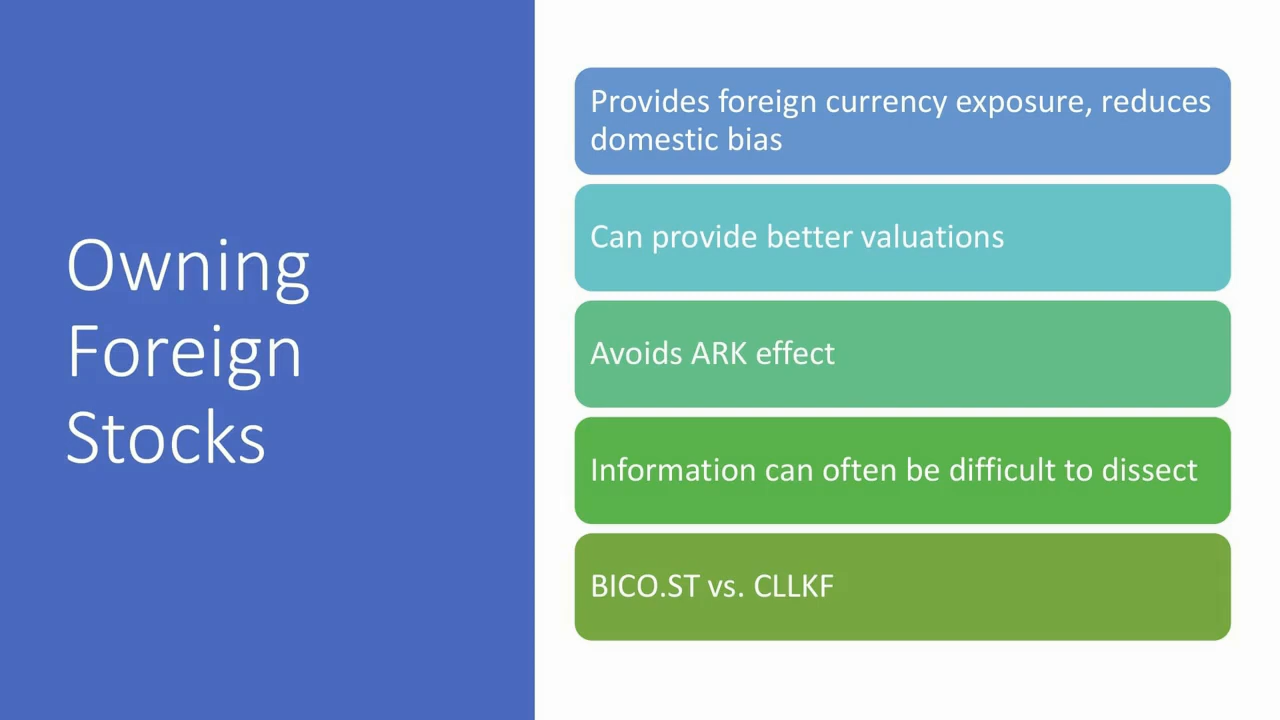 Owning
Foreign
Stocks
Provides foreign currency exposure, reduces
domestic bias
Can provide better valuations
Avoids ARK effect
Information can often be difficult to dissect
BICO.ST vs. CLLKF